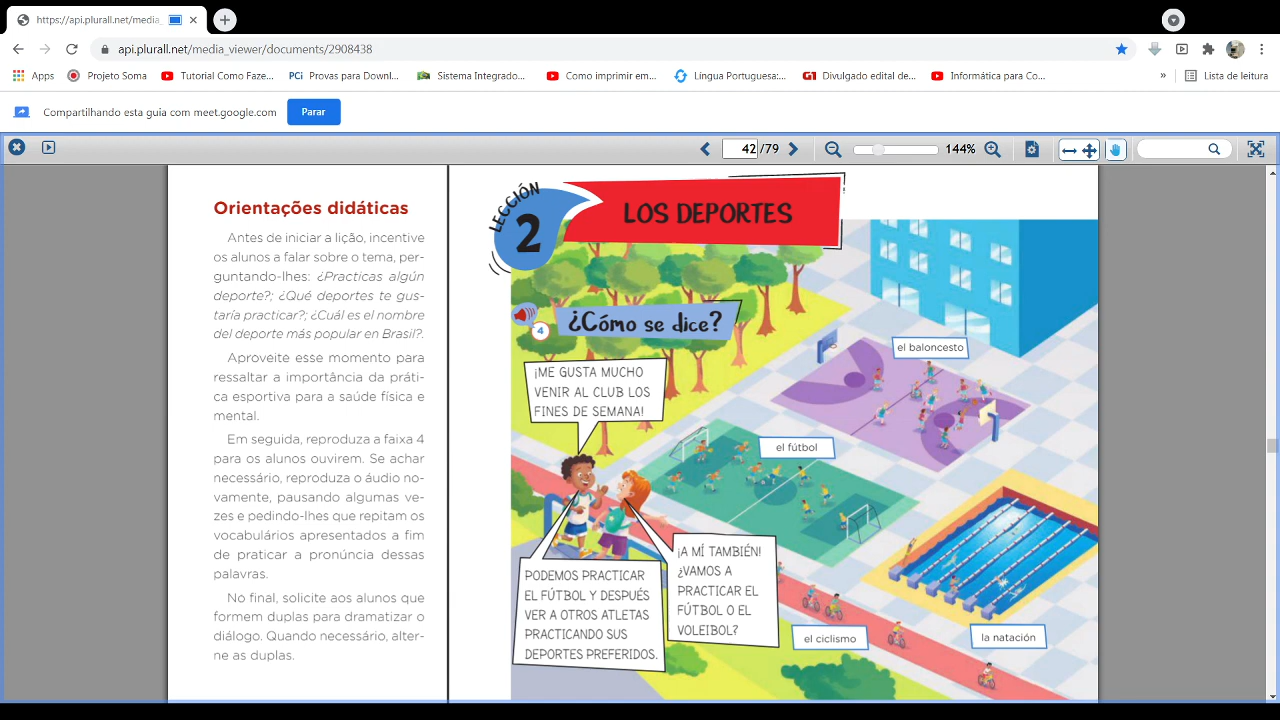 https://api.plurall.net/media_
api.plurall.net/media_viewer/documents/2908438
Apps
Projeto Soma
Tutorial Como Faze...
PCi Provas para Downl...
Sistema Integrado...
Como imprimir em...
Língua Portuguesa:...
G1 Divulgado edital de...
Informática para Co...
»
Lista de leitura
Compartilhando esta guia com meet.google.com
Parar
42 /79
144%
Orientações didáticas
Antes de iniciar a lição, incentive
os alunos a falar sobre o tema, per-
guntando-lhes: ¿Practicas algún
deporte?; ¿Qué deportes te gus-
taría practicar?; ¿Cuál es el nombre
del deporte más popular en Brasil?.
Aproveite esse momento para
ressaltar a importância da práti-
ca esportiva para a saúde física e
mental.
Em seguida, reproduza a faixa 4
para os alunos ouvirem. Se achar
necessário, reproduza o áudio no-
vamente, pausando algumas ve-
zes e pedindo-lhes que repitam os
vocabulários apresentados a fim
de praticar a pronúncia dessas
palavras.
No final, solicite aos alunos que
formem duplas para dramatizar o
diálogo. Quando necessário, alter-
ne as duplas.
LECCIÓN
2
LOS DEPORTES
4
¿Cómo se dice?
¡ME GUSTA MUCHO
VENIR AL CLUB LOS
FINES DE SEMANA!
el baloncesto
el fútbol
¡A MÍ TAMBIÉN!
¿VAMOS A
PRACTICAR EL
FÚTBOL O EL
VOLEIBOL?
PODEMOS PRACTICAR
EL FÚTBOL Y DESPUÉS
VER A OTROS ATLETAS
PRACTICANDO SUS
DEPORTES PREFERIDOS.
el ciclismo
la natación